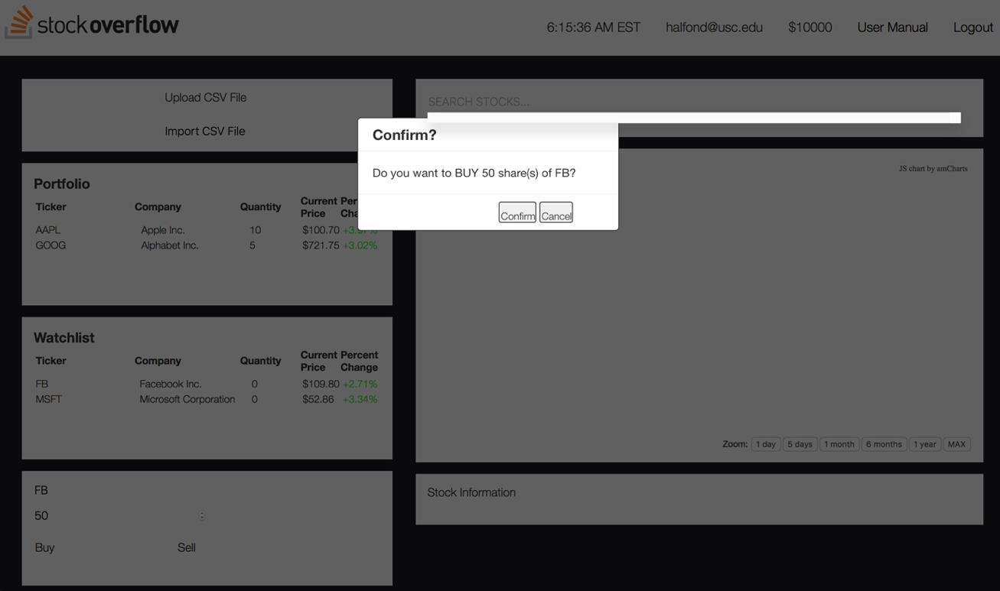 stockoverflow
6:15:36 AM EST halfond@usc.edu $10000 User Manual Logout
Upload CSV File
Import CSV File
SEARCH STOCKS...
Confirm?
Do you want to BUY 50 share(s) of FB?
Confirm Cancel
Portfolio
Ticker Company Quantity Current Price Per Cha
AAPL Apple Inc. 10 $100.70
GOOG Alphabet Inc. 5 $721.75 +3.02%
Watchlist
Ticker Company Quantity Current Price Percent Change
FB Facebook Inc. 0 $109.80 +2.71%
MSFT Microsoft Corporation 0 $52.86 +3.34%
FB
50
Buy Sell
JS chart by amCharts
Zoom: 1 day 5 days 1 month 6 months 1 year MAX
Stock Information